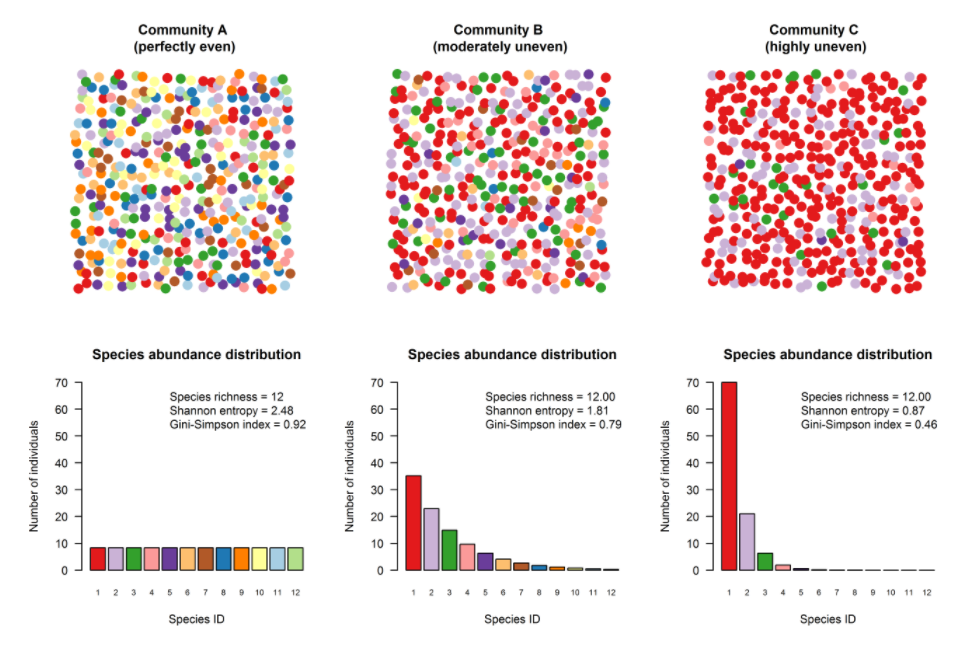 Community A
(perfectly even)
Community B
(moderately uneven)
Community C
(highly uneven)
Species abundance distribution
Species richness = 12
Shannon entropy = 2.48
Gini-Simpson index = 0.92
Number of individuals
70
60
50
40
30
20
10
0
1 2 3 4 5 6 7 8 9 10 11 12
Species ID
Species abundance distribution
Species richness = 12.00
Shannon entropy = 1.81
Gini-Simpson index = 0.79
Number of individuals
70
60
50
40
30
20
10
0
1 2 3 4 5 6 7 8 9 10 11 12
Species ID
Species abundance distribution
Species richness = 12.00
Shannon entropy = 0.87
Gini-Simpson index = 0.46
Number of individuals
70
60
50
40
30
20
10
0
1 2 3 4 5 6 7 8 9 10 11 12
Species ID